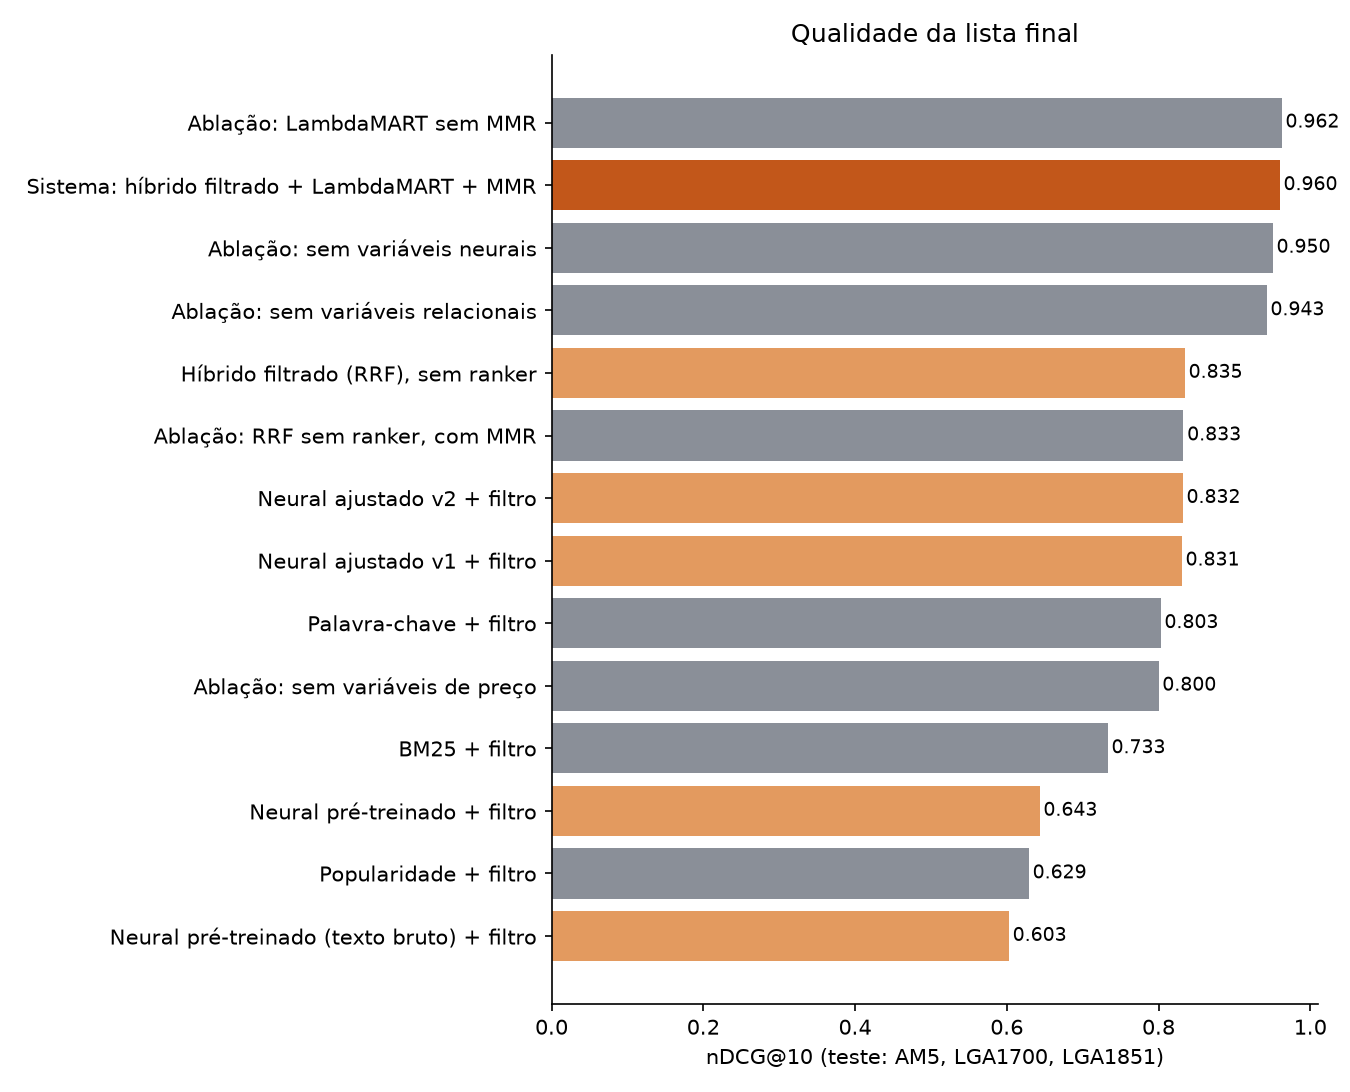 Qualidade da lista final
Ablação: LambdaMART sem MMR 0.962
Sistema: híbrido filtrado + LambdaMART + MMR 0.960
Ablação: sem variáveis neurais 0.950
Ablação: sem variáveis relacionais 0.943
Híbrido filtrado (RRF), sem ranker 0.835
Ablação: RRF sem ranker, com MMR 0.833
Neural ajustado v2 + filtro 0.832
Neural ajustado v1 + filtro 0.831
Palavra-chave + filtro 0.803
Ablação: sem variáveis de preço 0.800
BM25 + filtro 0.733
Neural pré-treinado + filtro 0.643
Popularidade + filtro 0.629
Neural pré-treinado (texto bruto) + filtro 0.603
0.0 0.2 0.4 0.6 0.8 1.0
nDCG@10 (teste: AM5, LGA1700, LGA1851)